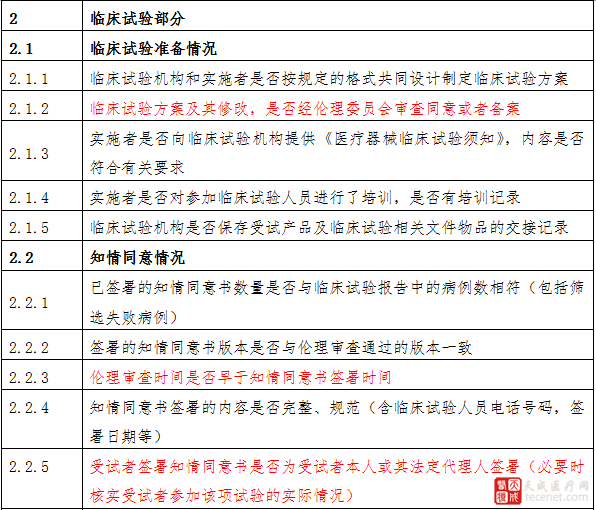 2 临床试验部分
2.1 临床试验准备情况
2.1.1 临床试验机构和实施者是否按规定的格式共同设计制定临床试验方案
2.1.2 临床试验方案及其修改，是否经伦理委员会审查同意或者备案
2.1.3 实施者是否向临床试验机构提供《医疗器械临床试验须知》，内容是否
符合有关要求
2.1.4 实施者是否对参加临床试验人员进行了培训，是否有培训记录
2.1.5 临床试验机构是否保存受试产品及临床试验相关文件物品的交接记录
2.2 知情同意情况
2.2.1 已签署的知情同意书数量是否与临床试验报告中的病例数相符（包括筛
选失败病例）
2.2.2 签署的知情同意书版本是否与伦理审查通过的版本一致
2.2.3 伦理审查时间是否早于知情同意书签署时间
2.2.4 知情同意书签署的内容是否完整、规范（含临床试验人员电话号码，签
署日期等）
2.2.5 受试者签署知情同意书是否为受试者本人或其法定代理人签署（必要时
核实受试者参加该项试验的实际情况）
天成医疗网
tecenet.com